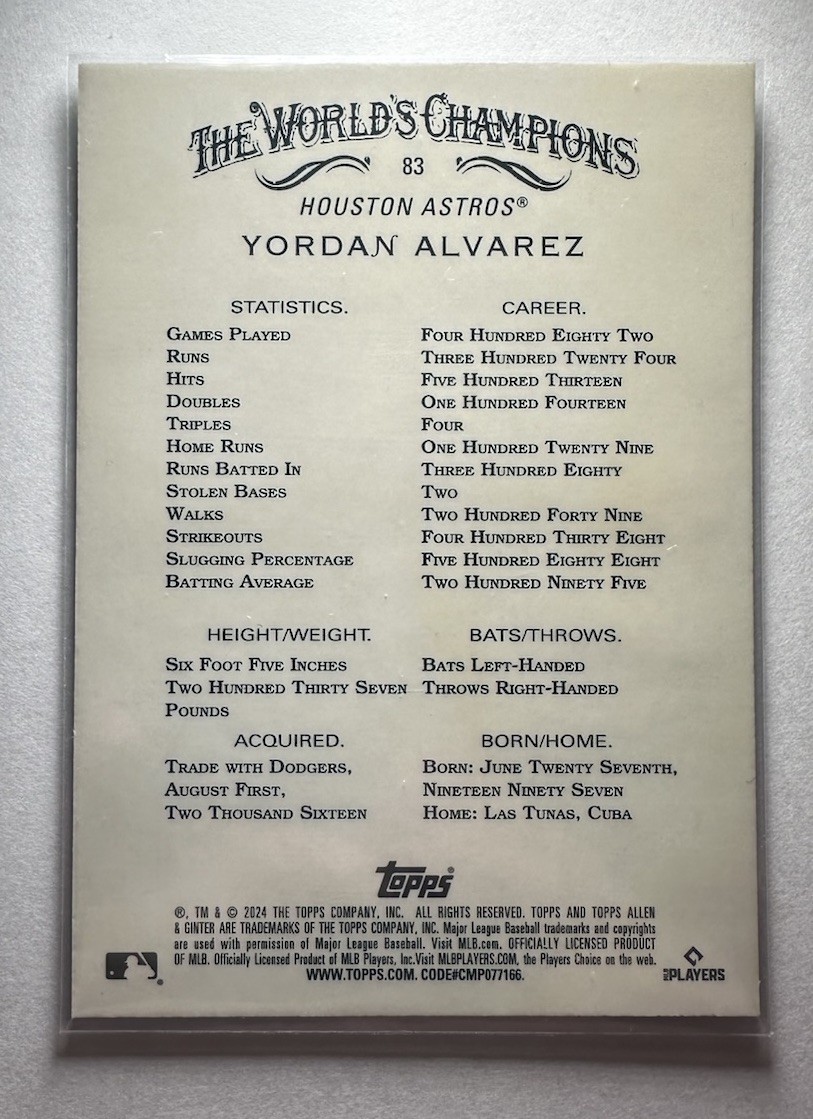 THE WORLD'S CHAMPIONS
83
HOUSTON ASTROS®
YORDAN ALVAREZ
STATISTICS. CAREER.
GAMES PLAYED FOUR HUNDRED EIGHTY TWO
RUNS THREE HUNDRED TWENTY FOUR
HITS FIVE HUNDRED THIRTEEN
DOUBLES ONE HUNDRED FOURTEEN
TRIPLES FOUR
HOME RUNS ONE HUNDRED TWENTY NINE
RUNS BATTED IN THREE HUNDRED EIGHTY
STOLEN BASES TWO
WALKS TWO HUNDRED FORTY NINE
STRIKEOUTS FOUR HUNDRED THIRTY EIGHT
SLUGGING PERCENTAGE FIVE HUNDRED EIGHTY EIGHT
BATTING AVERAGE TWO HUNDRED NINETY FIVE
HEIGHT/WEIGHT. BATS/THROWS.
SIX FOOT FIVE INCHES BATS LEFT-HANDED
TWO HUNDRED THIRTY SEVEN THROWS RIGHT-HANDED
POUNDS
ACQUIRED. BORN/HOME.
TRADE WITH DODGERS, BORN: JUNE TWENTY SEVENTH,
AUGUST FIRST, NINETEEN NINETY SEVEN
TWO THOUSAND SIXTEEN HOME: LAS TUNAS, CUBA
topps®
®, TM & © 2024 THE TOPPS COMPANY, INC. ALL RIGHTS RESERVED. TOPPS AND TOPPS ALLEN
& GINTER ARE TRADEMARKS OF THE TOPPS COMPANY, INC. Major League Baseball trademarks and copyrights
are used with permission of Major League Baseball. Visit MLB.com. OFFICIALLY LICENSED PRODUCT
OF MLB. Officially Licensed Product of MLB Players, Inc.Visit MLBPLAYERS.COM, the Players Choice on the web.
WWW.TOPPS.COM. CODE#CMP077166.
MLB PLAYERS